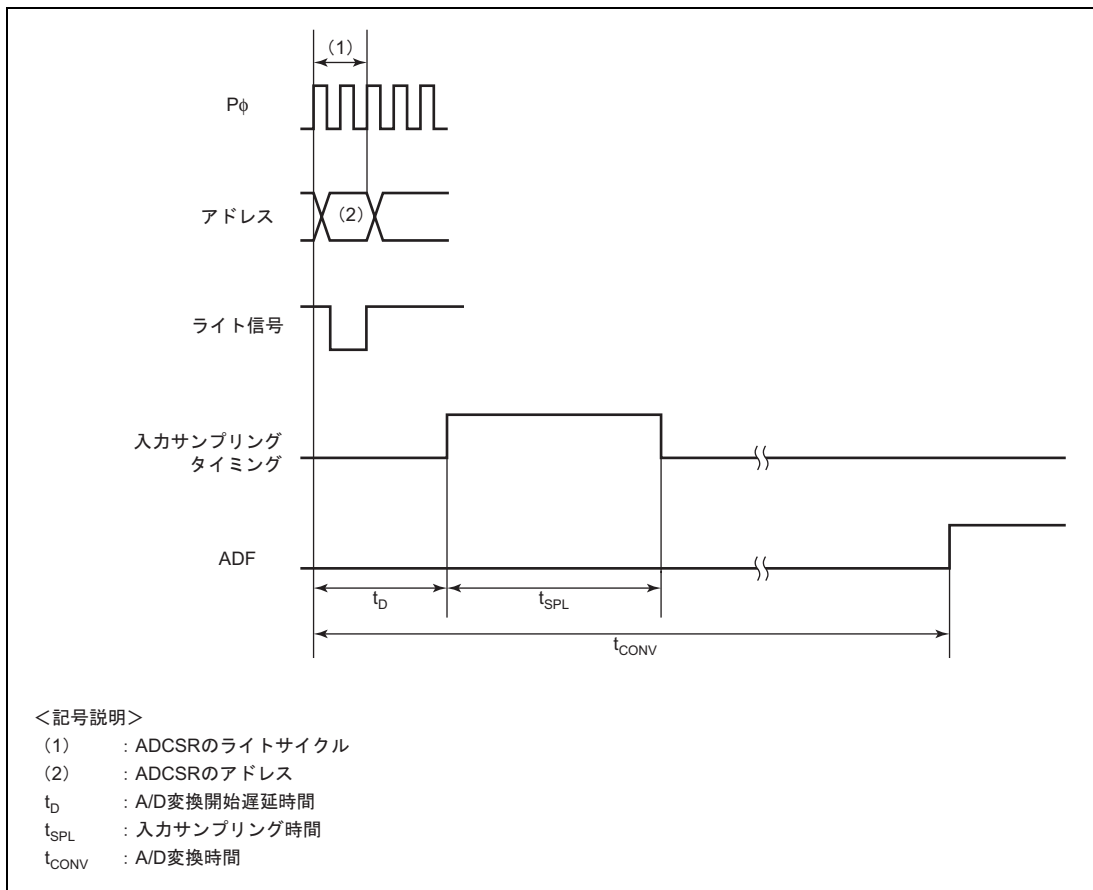 （1）
Pφ
アドレス
（2）
ライト信号
入力サンプリング
タイミング
ADF
tD
tSPL
tCONV
＜記号説明＞
（1） : ADCSRのライトサイクル
（2） : ADCSRのアドレス
tD : A/D変換開始遅延時間
tSPL : 入力サンプリング時間
tCONV : A/D変換時間